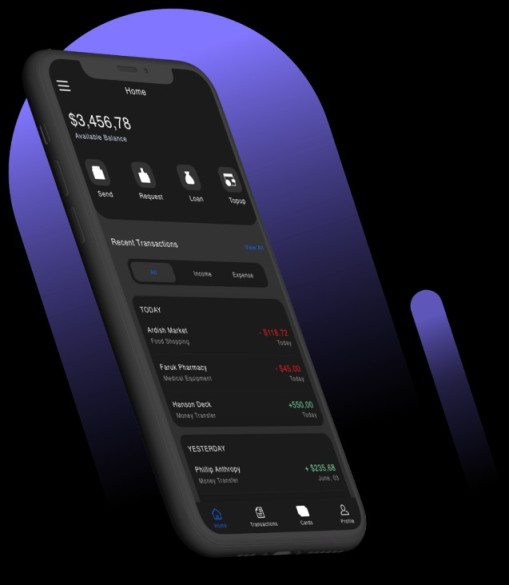 Home
$3,456,78
Available Balance
Send Request Loan Topup
Recent Transactions View All
All Income Expense
TODAY
Ardish Market - $118.72
Food Shopping Today
Faruk Pharmacy - $45.00
Medical Equipment Today
Hanson Deck +550,00
Money Transfer Today
YESTERDAY
Phillip Anthropy + $235.68
Money Transfer June, 03
Home Transactions Cards Profile